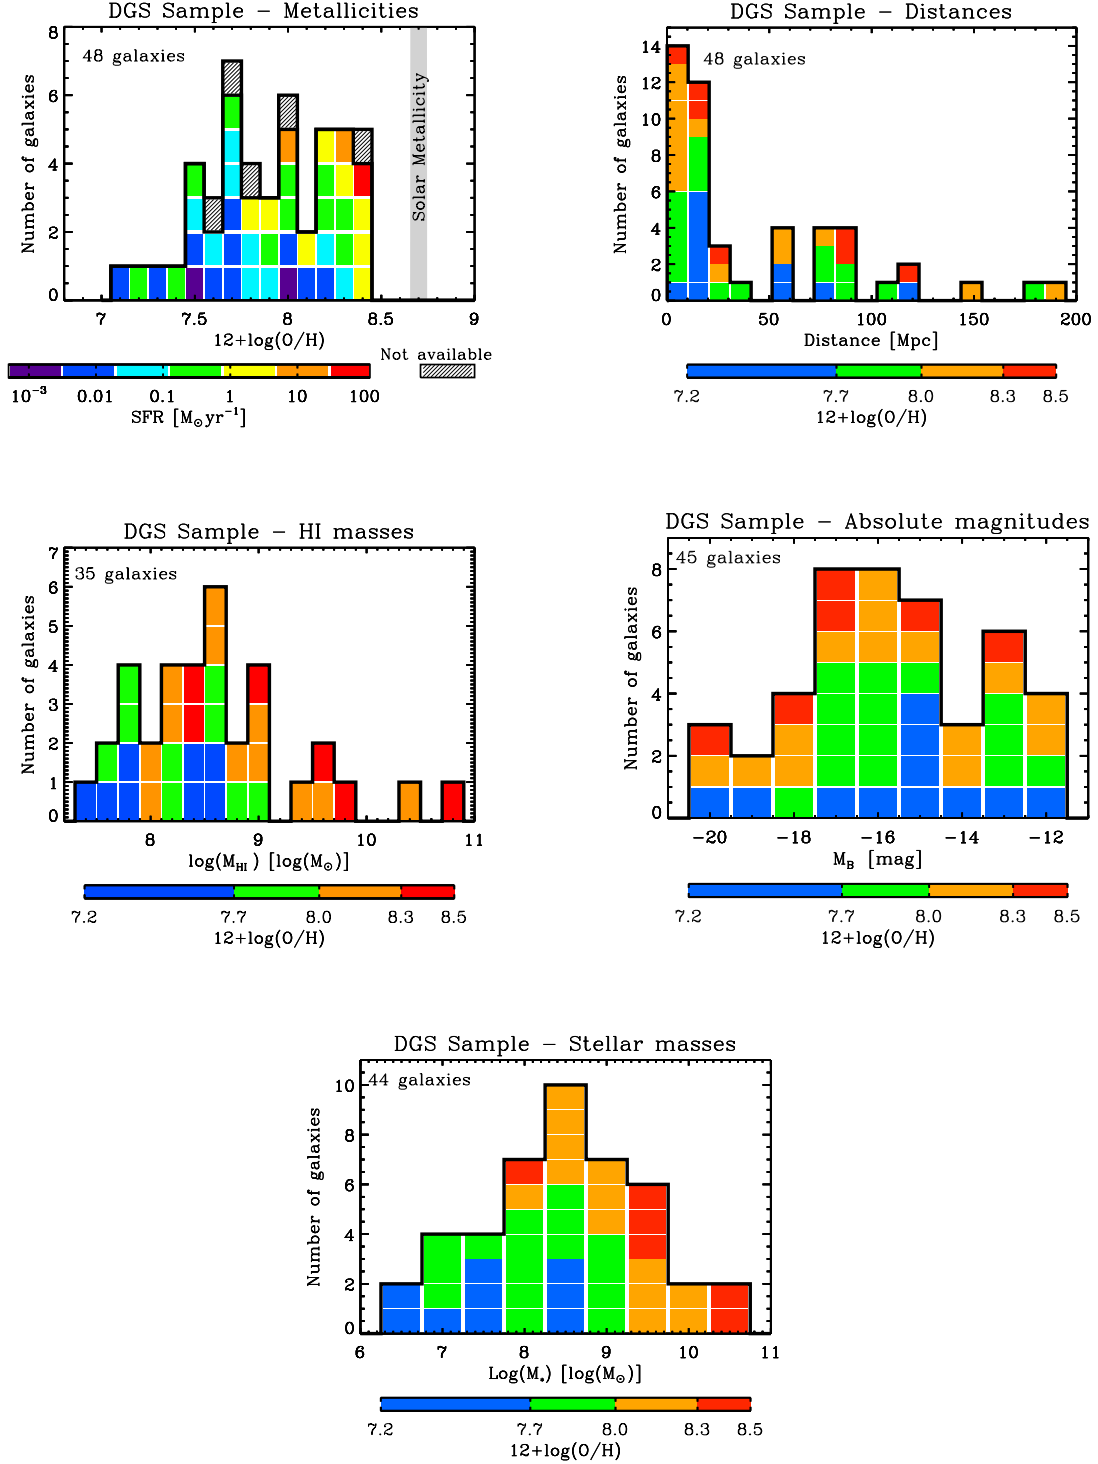 DGS Sample – Metallicities
48 galaxies
Number of galaxies
8
6
4
2
0
Solar Metallicity
7 7.5 8 8.5 9
12+log(O/H)
Not available
10⁻³ 0.01 0.1 1 10 100
SFR [M⊙yr⁻¹]
DGS Sample – Distances
48 galaxies
Number of galaxies
14
12
10
8
6
4
2
0
0 50 100 150 200
Distance [Mpc]
7.2 7.7 8.0 8.3 8.5
12+log(O/H)
DGS Sample – HI masses
35 galaxies
Number of galaxies
7
6
5
4
3
2
1
0
8 9 10 11
log(M_HI) [log(M⊙)]
7.2 7.7 8.0 8.3 8.5
12+log(O/H)
DGS Sample – Absolute magnitudes
45 galaxies
Number of galaxies
8
6
4
2
0
−20 −18 −16 −14 −12
M_B [mag]
7.2 7.7 8.0 8.3 8.5
12+log(O/H)
DGS Sample – Stellar masses
44 galaxies
Number of galaxies
10
8
6
4
2
0
6 7 8 9 10 11
Log(M⋆) [log(M⊙)]
7.2 7.7 8.0 8.3 8.5
12+log(O/H)